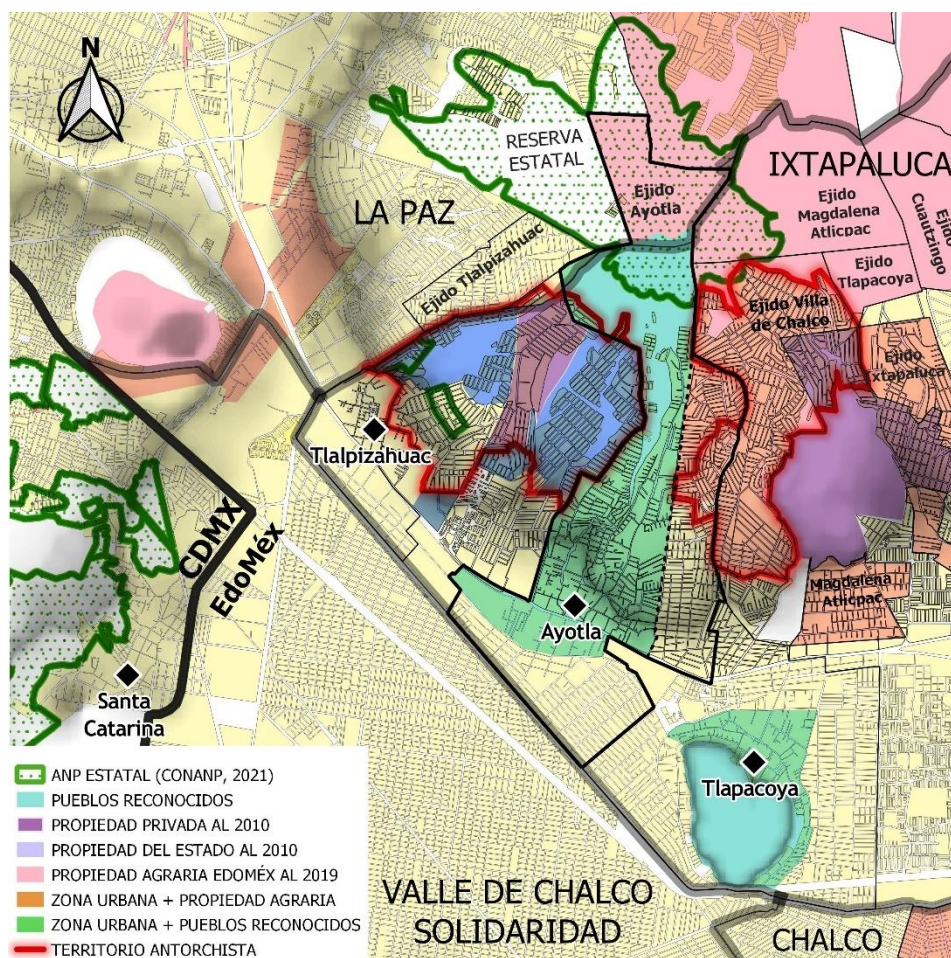 N
RESERVA
ESTATAL
IXTAPALUCA
Ejido
Ayotla
Ejido
Magdalena
Atlicpac
Ejido
Cuautzingo
LA PAZ
Ejido Tlalpizahuac
Ejido
Tlapacoya
Ejido Villa
de Chalco
Ejido
Ixtapaluca
Tlalpizahuac
CDMX
EdoMéx
Magdalena
Atlicpac
Ayotla
Santa
Catarina
Tlapacoya
ANP ESTATAL (CONANP, 2021)
PUEBLOS RECONOCIDOS
PROPIEDAD PRIVADA AL 2010
PROPIEDAD DEL ESTADO AL 2010
PROPIEDAD AGRARIA EDOMÉX AL 2019
ZONA URBANA + PROPIEDAD AGRARIA
ZONA URBANA + PUEBLOS RECONOCIDOS
TERRITORIO ANTORCHISTA
VALLE DE CHALCO
SOLIDARIDAD
CHALCO